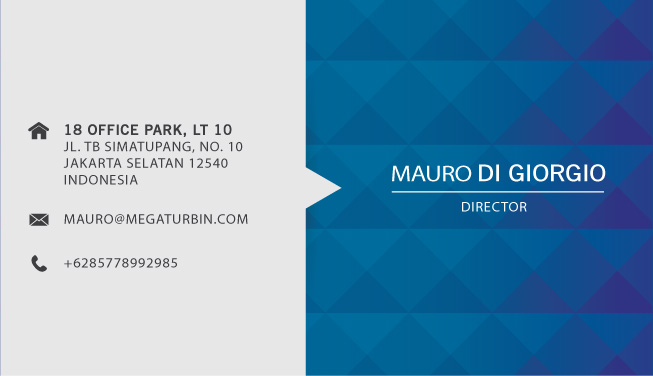 18 OFFICE PARK, LT 10
JL. TB SIMATUPANG, NO. 10
JAKARTA SELATAN 12540
INDONESIA
MAURO@MEGATURBIN.COM
+6285778992985
MAURO DI GIORGIO
DIRECTOR